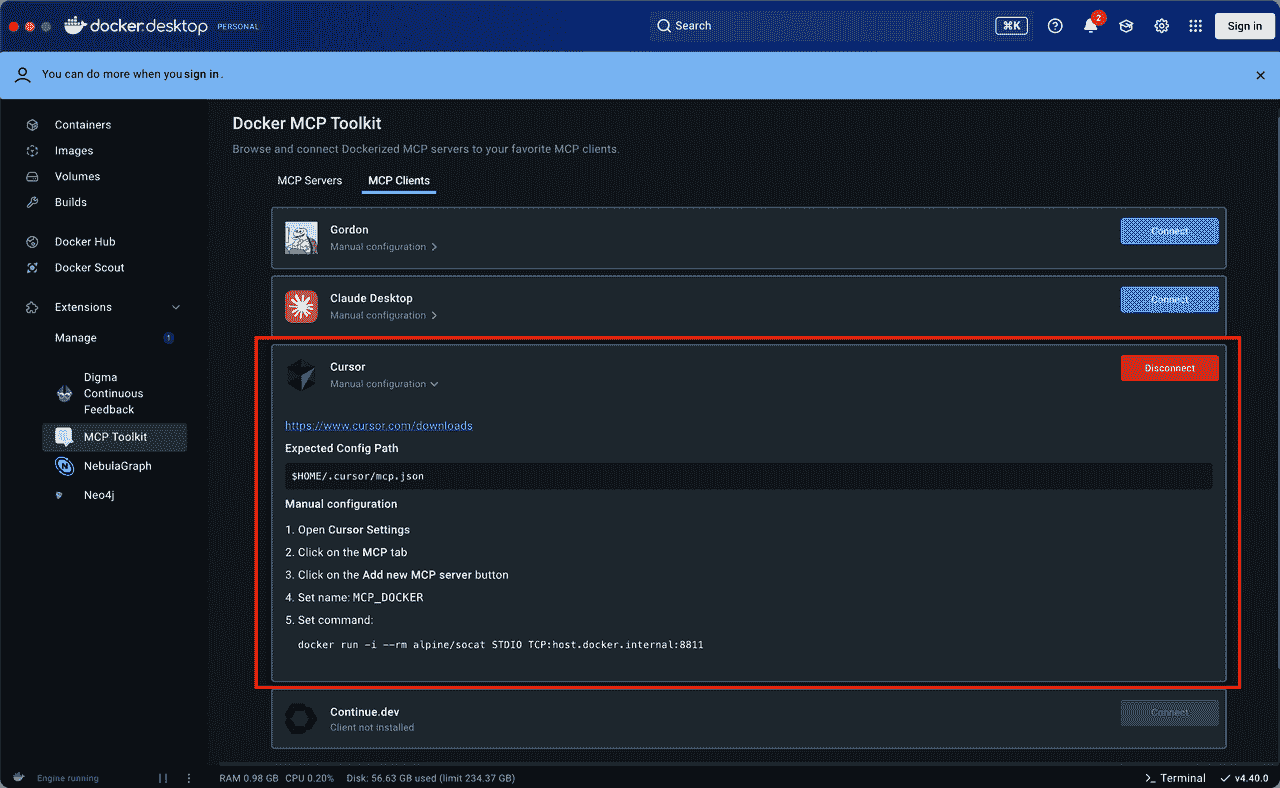 docker.desktop PERSONAL
Search
⌘K
2
Sign in
You can do more when you sign in.
Containers
Images
Volumes
Builds
Docker Hub
Docker Scout
Extensions
Manage
1
Digma
Continuous
Feedback
MCP Toolkit
NebulaGraph
Neo4j
Docker MCP Toolkit
Browse and connect Dockerized MCP servers to your favorite MCP clients.
MCP Servers
MCP Clients
Gordon
Manual configuration
Connect
Claude Desktop
Manual configuration
Connect
Cursor
Manual configuration
Disconnect
https://www.cursor.com/downloads
Expected Config Path
$HOME/.cursor/mcp.json
Manual configuration
1. Open Cursor Settings
2. Click on the MCP tab
3. Click on the Add new MCP server button
4. Set name: MCP_DOCKER
5. Set command:
docker run -i --rm alpine/socat STDIO TCP:host.docker.internal:8811
Continue.dev
Client not installed
Connect
Engine running
RAM 0.98 GB CPU 0.20% Disk: 56.63 GB used (limit 234.37 GB)
Terminal
v4.40.0